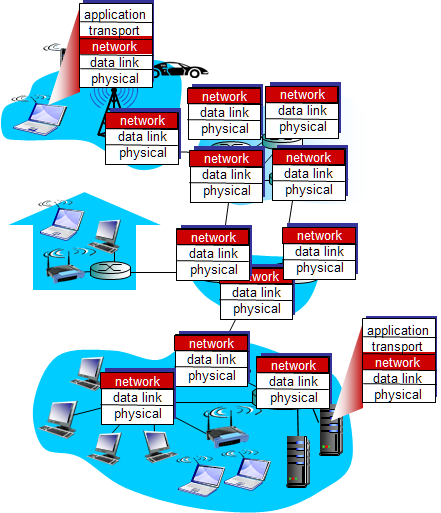 application
transport
network
data link
physical
network
data link
physical
network
data link
physical
network
data link
physical
network
data link
physical
network
data link
physical
network
data link
physical
network
data link
physical
network
data link
physical
network
data link
physical
network
data link
physical
network
data link
physical
application
transport
network
data link
physical